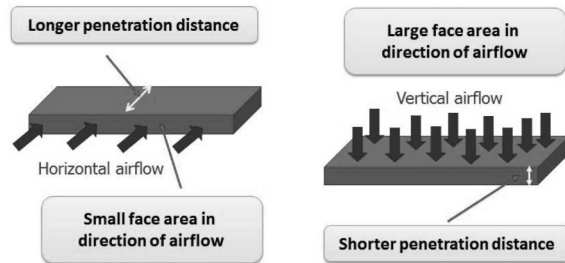 Longer penetration distance
Horizontal airflow
Small face area in
direction of airflow
Large face area in
direction of airflow
Vertical airflow
Shorter penetration distance